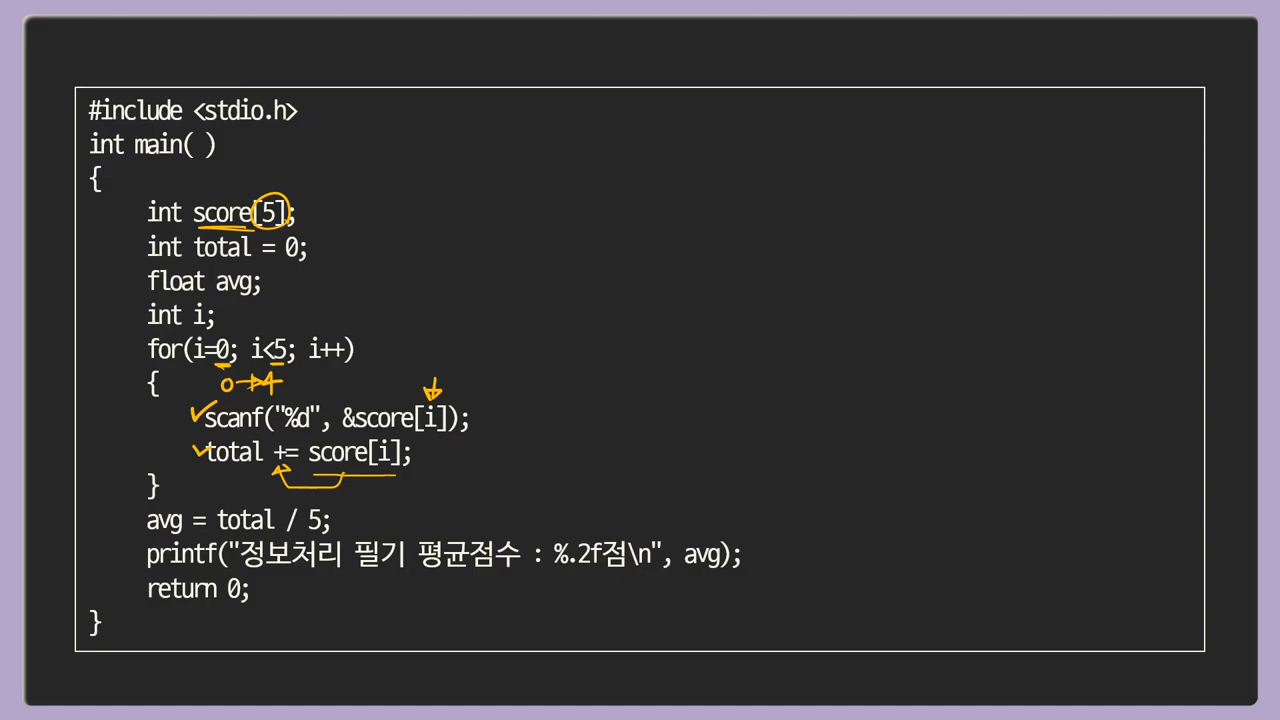 #include <stdio.h>
int main( )
{
int score[5];
int total = 0;
float avg;
int i;
for(i=0; i<5; i++)
{
0→4
scanf("%d", &score[i]);
total += score[i];
}
avg = total / 5;
printf("정보처리 필기 평균점수 : %.2f점\n", avg);
return 0;
}